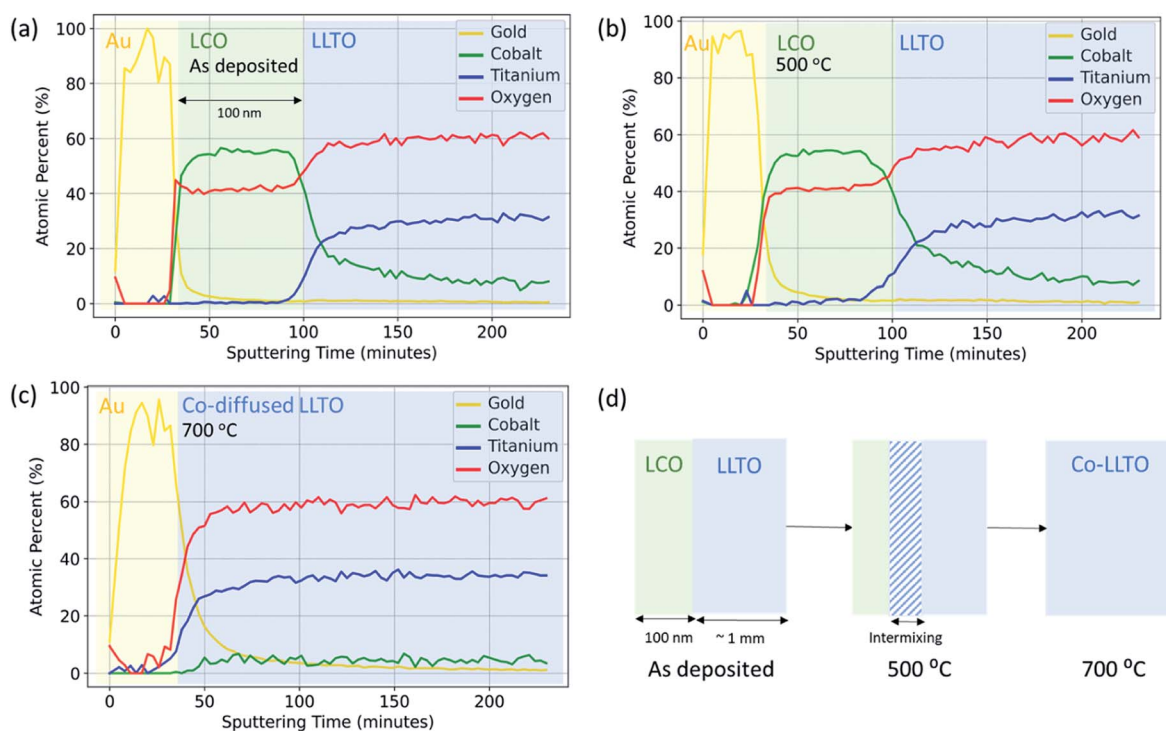 (a)
Au
LCO
As deposited
100 nm
LLTO
Gold
Cobalt
Titanium
Oxygen
Atomic Percent (%)
100
80
60
40
20
0
0 50 100 150 200
Sputtering Time (minutes)
(b)
Au
LCO
500 °C
LLTO
Gold
Cobalt
Titanium
Oxygen
Atomic Percent (%)
100
80
60
40
20
0
0 50 100 150 200
Sputtering Time (minutes)
(c)
Au
Co-diffused LLTO
700 °C
Gold
Cobalt
Titanium
Oxygen
Atomic Percent (%)
100
80
60
40
20
0
0 50 100 150 200
Sputtering Time (minutes)
(d)
LCO LLTO Co-LLTO
100 nm ~ 1 mm Intermixing
As deposited 500 °C 700 °C